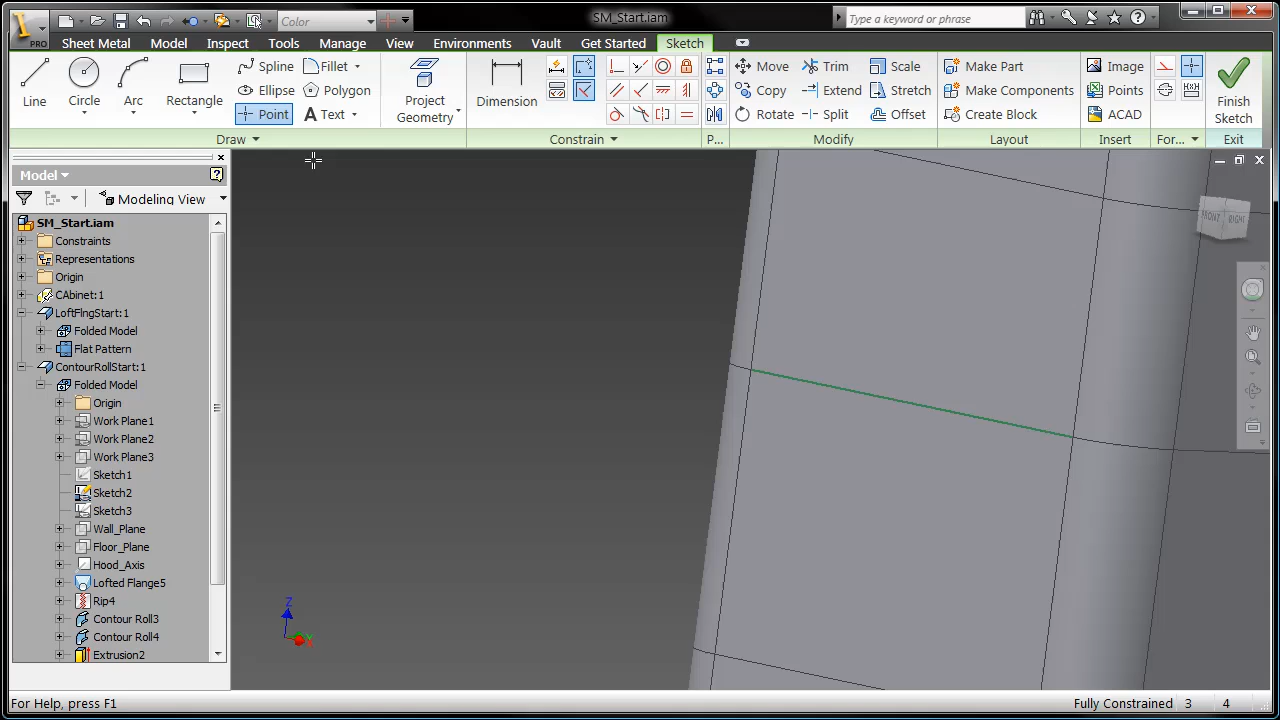 SM_Start.iam
Color
Type a keyword or phrase
PRO
Sheet Metal Model Inspect Tools Manage View Environments Vault Get Started Sketch
Line Circle Arc Rectangle
Spline Fillet
Ellipse Polygon
Point Text
Project Geometry
Dimension
Move Trim Scale
Copy Extend Stretch
Rotate Split Offset
Make Part
Make Components
Create Block
Image
Points
ACAD
Finish Sketch
Draw Constrain P... Modify Layout Insert For... Exit
Model
Modeling View
SM_Start.iam
Constraints
Representations
Origin
CAbinet:1
LoftFlngStart:1
Folded Model
Flat Pattern
ContourRollStart:1
Folded Model
Origin
Work Plane1
Work Plane2
Work Plane3
Sketch1
Sketch2
Sketch3
Wall_Plane
Floor_Plane
Hood_Axis
Lofted Flange5
Rip4
Contour Roll3
Contour Roll4
Extrusion2
FRONT RIGHT
Z
Y
X
For Help, press F1
Fully Constrained 3 4